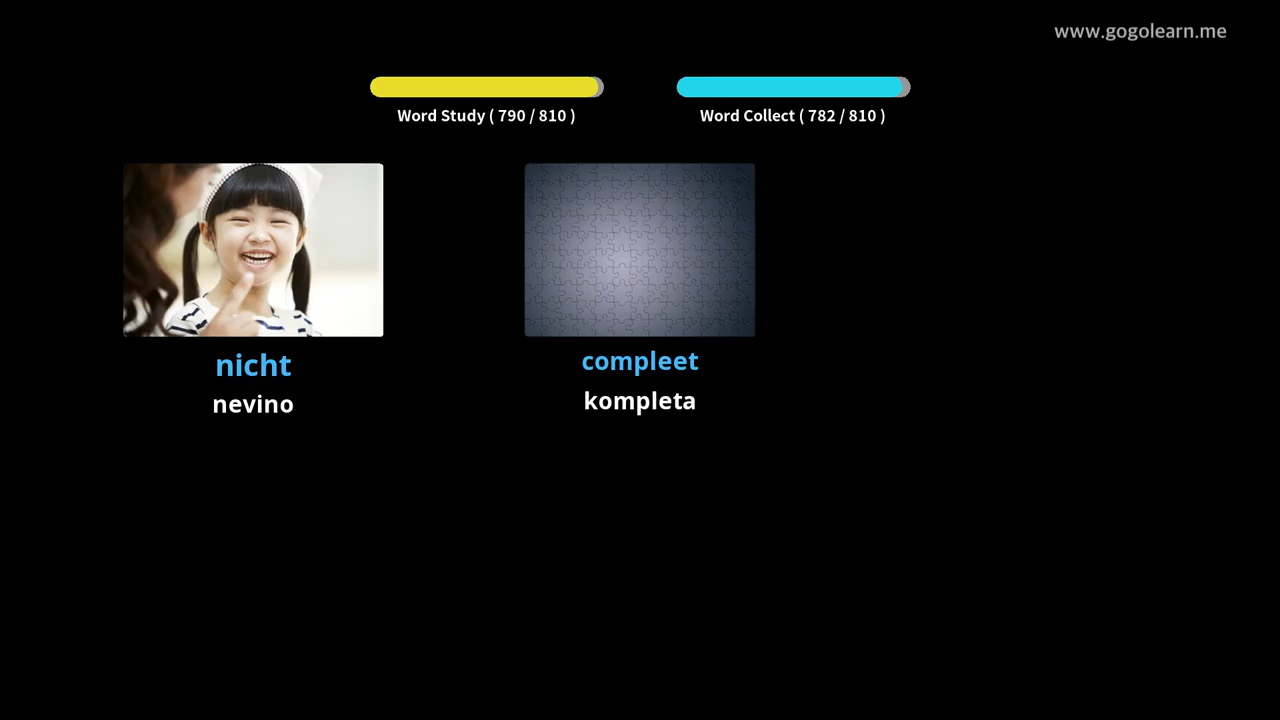 www.gogolearn.me
Word Study ( 790 / 810 )
Word Collect ( 782 / 810 )
nicht
nevino
compleet
kompleta